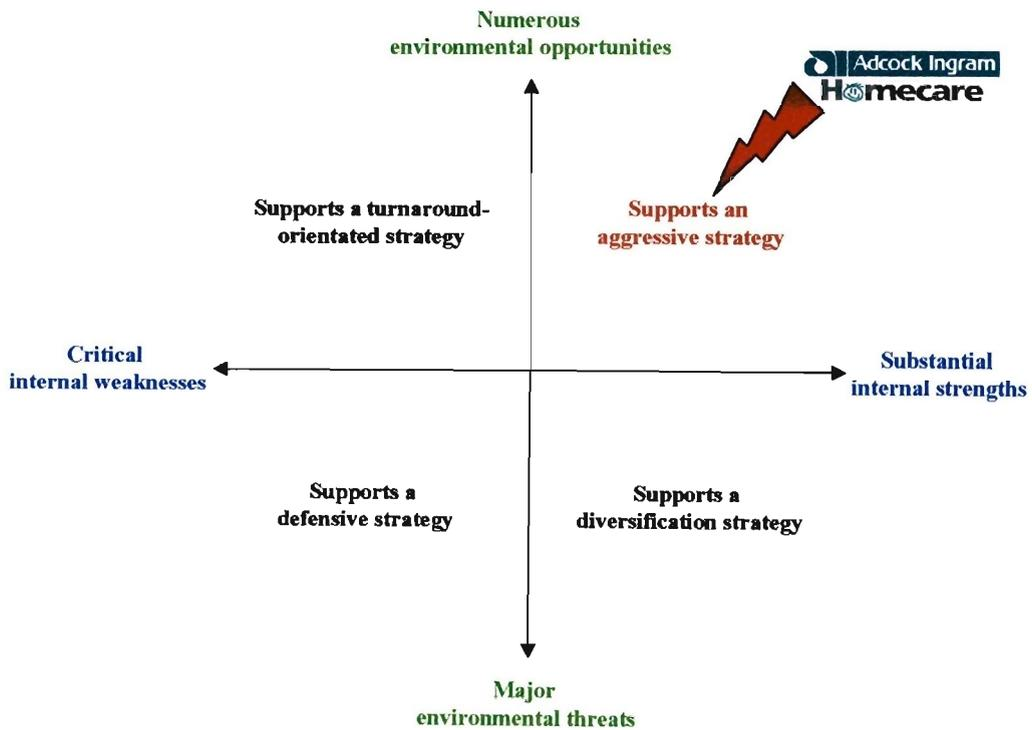 Numerous
environmental opportunities
Adcock Ingram
Homecare
Supports a turnaround-
orientated strategy
Supports an
aggressive strategy
Critical
internal weaknesses
Substantial
internal strengths
Supports a
defensive strategy
Supports a
diversification strategy
Major
environmental threats